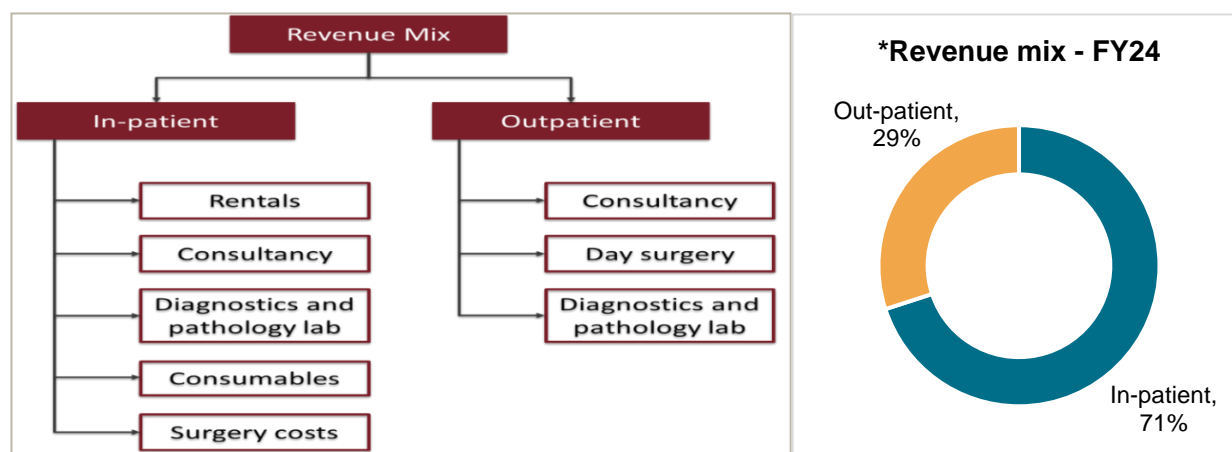 Revenue Mix
In-patient
Rentals
Consultancy
Diagnostics and
pathology lab
Consumables
Surgery costs
Outpatient
Consultancy
Day surgery
Diagnostics and
pathology lab
*Revenue mix - FY24
Out-patient,
29%
In-patient,
71%